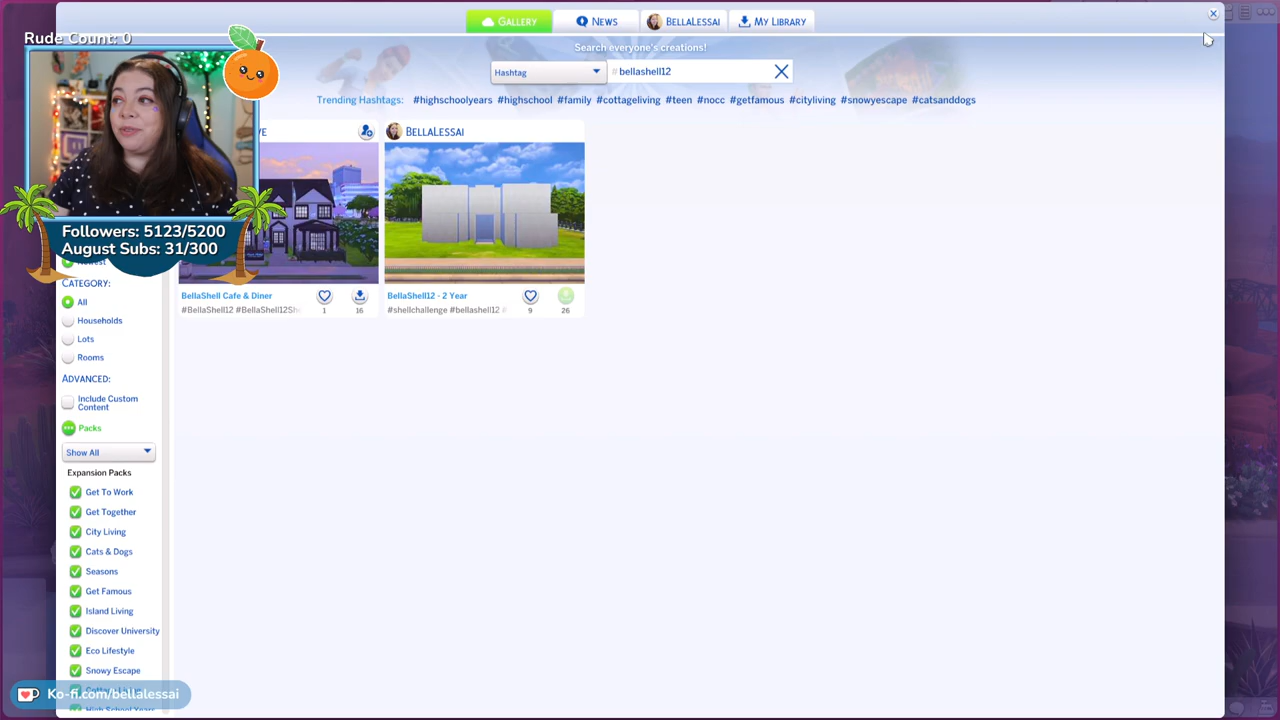 GALLERY
NEWS
BELLALESSAI
MY LIBRARY
Rude Count: 0
Search everyone's creations!
Hashtag
# bellashell12
Trending Hashtags: #highschoolyears #highschool #family #cottageliving #teen #nocc #getfamous #cityliving #snowyescape #catsanddogs
BELLALESSAI
Followers: 5123/5200
August Subs: 31/300
BellaShell Cafe & Diner
1
16
#BellaShell12 #BellaShell12She
BellaShell12 - 2 Year
9
26
#shellchallenge #bellashell12 #
CATEGORY:
All
Households
Lots
Rooms
ADVANCED:
Include Custom
Content
Packs
Show All
Expansion Packs
Get To Work
Get Together
City Living
Cats & Dogs
Seasons
Get Famous
Island Living
Discover University
Eco Lifestyle
Snowy Escape
Ko-fi.com/bellalessai
High School Years